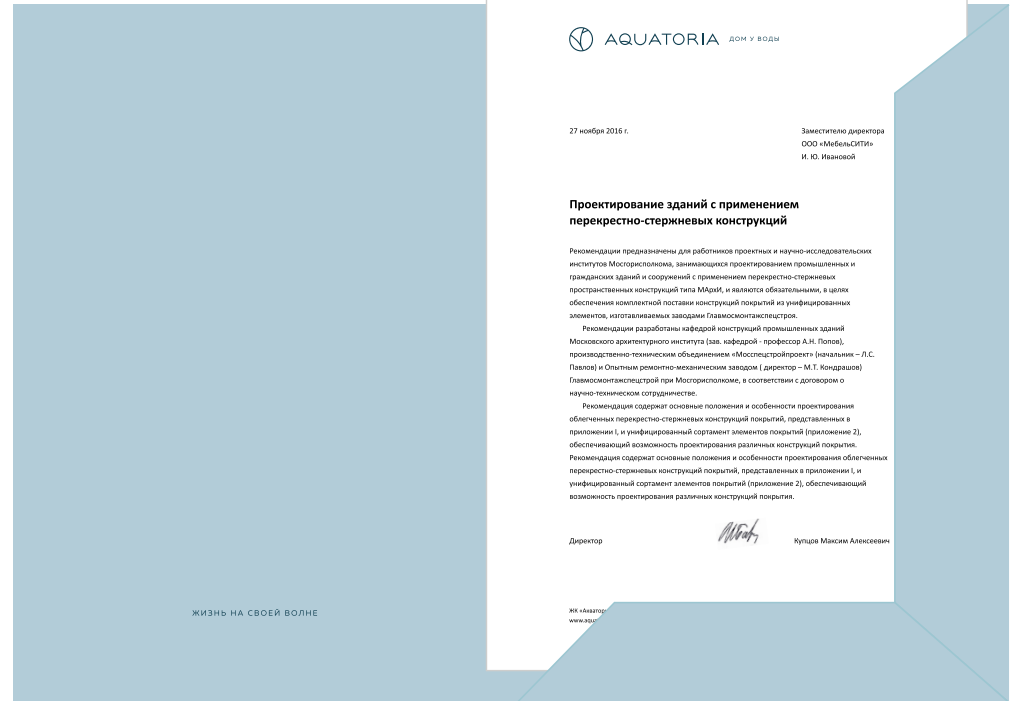 AQUATORIA ДОМ У ВОДЫ
27 ноября 2016 г.
Заместителю директора
ООО «МебельСИТИ»
И. Ю. Ивановой
Проектирование зданий с применением
перекрестно-стержневых конструкций
Рекомендации предназначены для работников проектных и научно-исследовательских
институтов Мосгорисполкома, занимающихся проектированием промышленных и
гражданских зданий и сооружений с применением перекрестно-стержневых
пространственных конструкций типа МАрхИ, и являются обязательными, в целях
обеспечения комплектной поставки конструкций покрытий из унифицированных
элементов, изготавливаемых заводами Главмосмонтажспецстроя.
Рекомендации разработаны кафедрой конструкций промышленных зданий
Московского архитектурного института (зав. кафедрой - профессор А.Н. Попов),
производственно-техническим объединением «Мосспецстройпроект» (начальник – Л.С.
Павлов) и Опытным ремонтно-механическим заводом ( директор – М.Т. Кондрашов)
Главмосмонтажспецстрой при Мосгорисполкоме, в соответствии с договором о
научно-техническом сотрудничестве.
Рекомендация содержат основные положения и особенности проектирования
облегченных перекрестно-стержневых конструкций покрытий, представленных в
приложении I, и унифицированный сортамент элементов покрытий (приложение 2),
обеспечивающий возможность проектирования различных конструкций покрытия.
Рекомендация содержат основные положения и особенности проектирования облегченных
перекрестно-стержневых конструкций покрытий, представленных в приложении I, и
унифицированный сортамент элементов покрытий (приложение 2), обеспечивающий
возможность проектирования различных конструкций покрытия.
Директор
Купцов Максим Алексеевич
ЖК
ЖИЗНЬ НА СВОЕЙ ВОЛНЕ